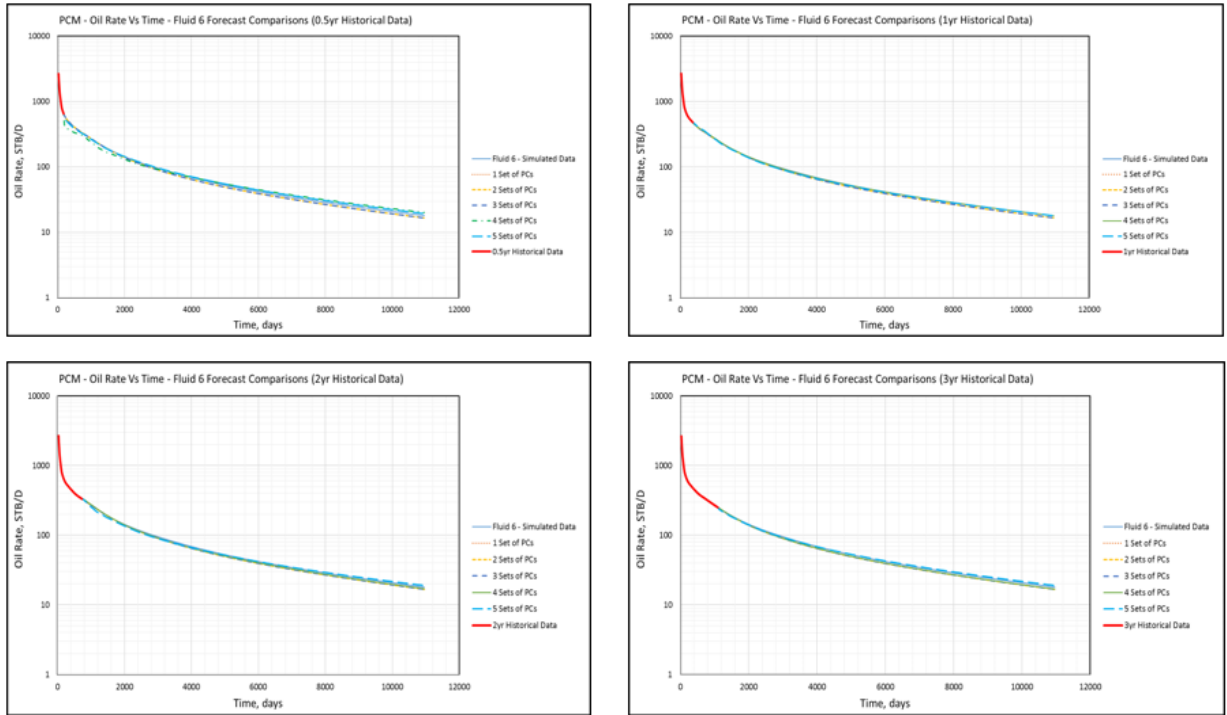 PCM - Oil Rate Vs Time - Fluid 6 Forecast Comparisons (0.5yr Historical Data)
10000
1000
100
10
1
Oil Rate, STB/D
0 2000 4000 6000 8000 10000 12000
Time, days
Fluid 6 - Simulated Data
1 Set of PCs
2 Sets of PCs
3 Sets of PCs
4 Sets of PCs
5 Sets of PCs
0.5yr Historical Data
PCM - Oil Rate Vs Time - Fluid 6 Forecast Comparisons (1yr Historical Data)
10000
1000
100
10
1
Oil Rate, STB/D
0 2000 4000 6000 8000 10000 12000
Time, days
Fluid 6 - Simulated Data
1 Set of PCs
2 Sets of PCs
3 Sets of PCs
4 Sets of PCs
5 Sets of PCs
1yr Historical Data
PCM - Oil Rate Vs Time - Fluid 6 Forecast Comparisons (2yr Historical Data)
10000
1000
100
10
1
Oil Rate, STB/D
0 2000 4000 6000 8000 10000 12000
Time, days
Fluid 6 - Simulated Data
1 Set of PCs
2 Sets of PCs
3 Sets of PCs
4 Sets of PCs
5 Sets of PCs
2yr Historical Data
PCM - Oil Rate Vs Time - Fluid 6 Forecast Comparisons (3yr Historical Data)
10000
1000
100
10
1
Oil Rate, STB/D
0 2000 4000 6000 8000 10000 12000
Time, days
Fluid 6 - Simulated Data
1 Set of PCs
2 Sets of PCs
3 Sets of PCs
4 Sets of PCs
5 Sets of PCs
3yr Historical Data